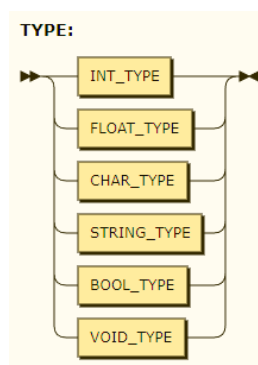 TYPE:
INT_TYPE
FLOAT_TYPE
CHAR_TYPE
STRING_TYPE
BOOL_TYPE
VOID_TYPE